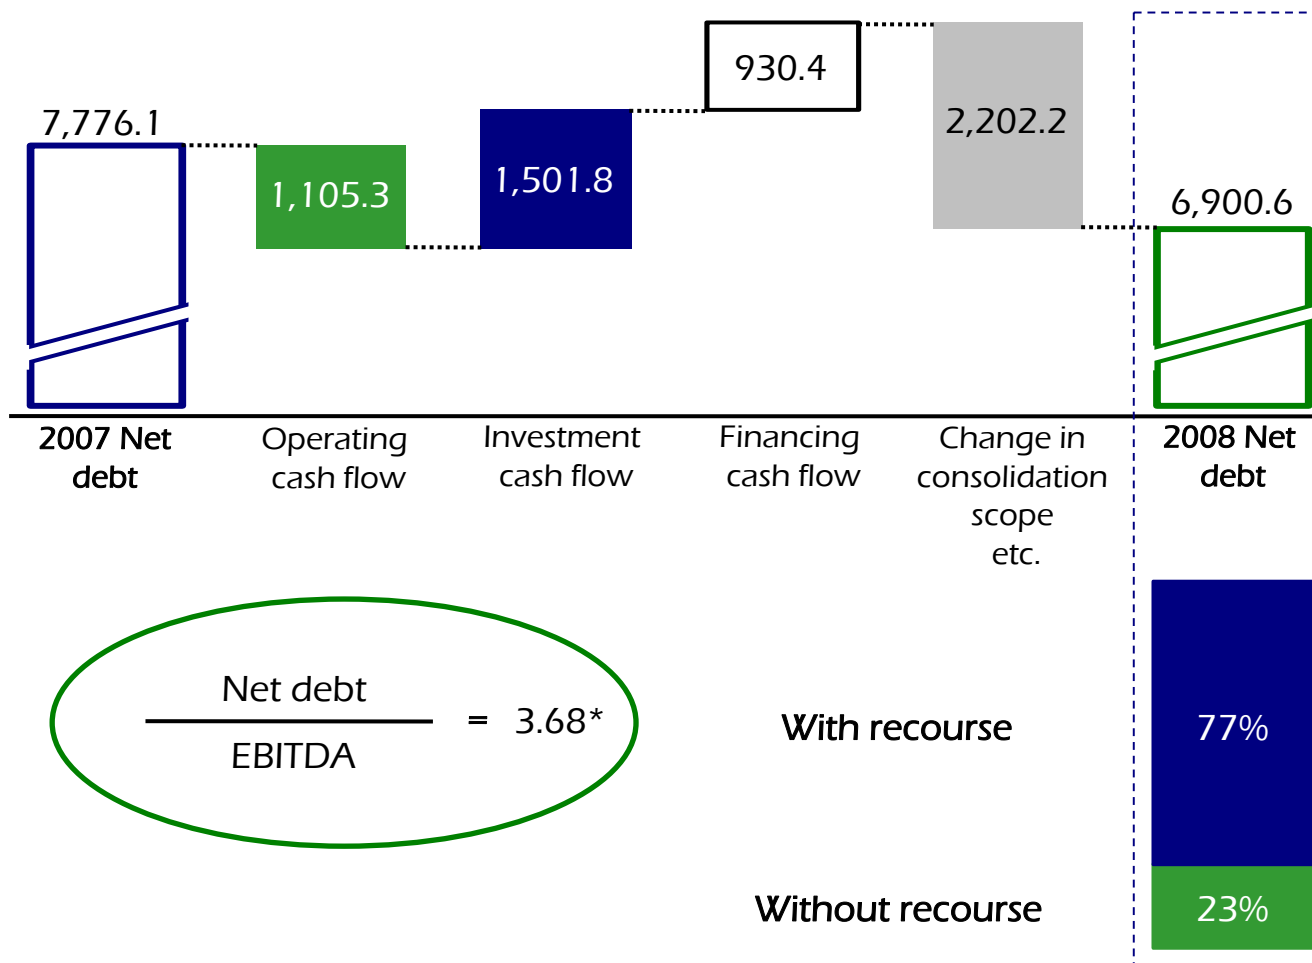 930.4
7,776.1
2,202.2
1,105.3
1,501.8
6,900.6
2007 Net
debt
Operating
cash flow
Investment
cash flow
Financing
cash flow
Change in
consolidation
scope
etc.
2008 Net
debt
Net debt
EBITDA
= 3.68*
With recourse
77%
Without recourse
23%